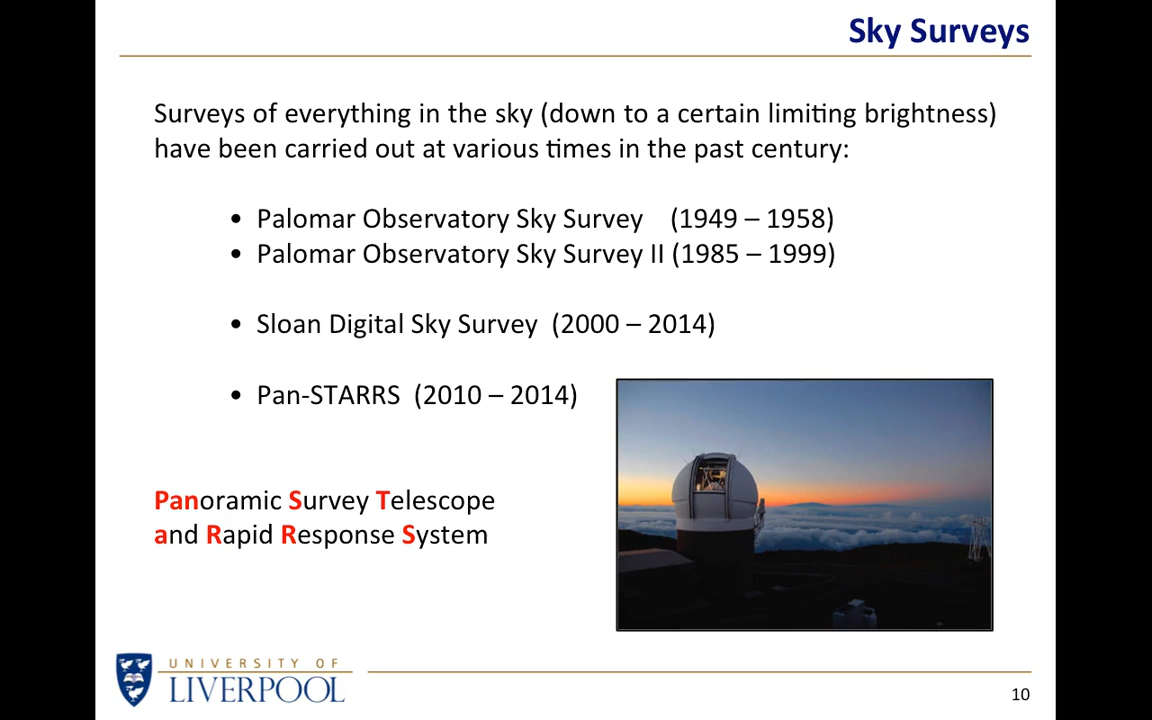 Sky Surveys
Surveys of everything in the sky (down to a certain limiting brightness)
have been carried out at various times in the past century:
• Palomar Observatory Sky Survey (1949 – 1958)
• Palomar Observatory Sky Survey II (1985 – 1999)
• Sloan Digital Sky Survey (2000 – 2014)
• Pan-STARRS (2010 – 2014)
Panoramic Survey Telescope
and Rapid Response System
UNIVERSITY OF
LIVERPOOL
10